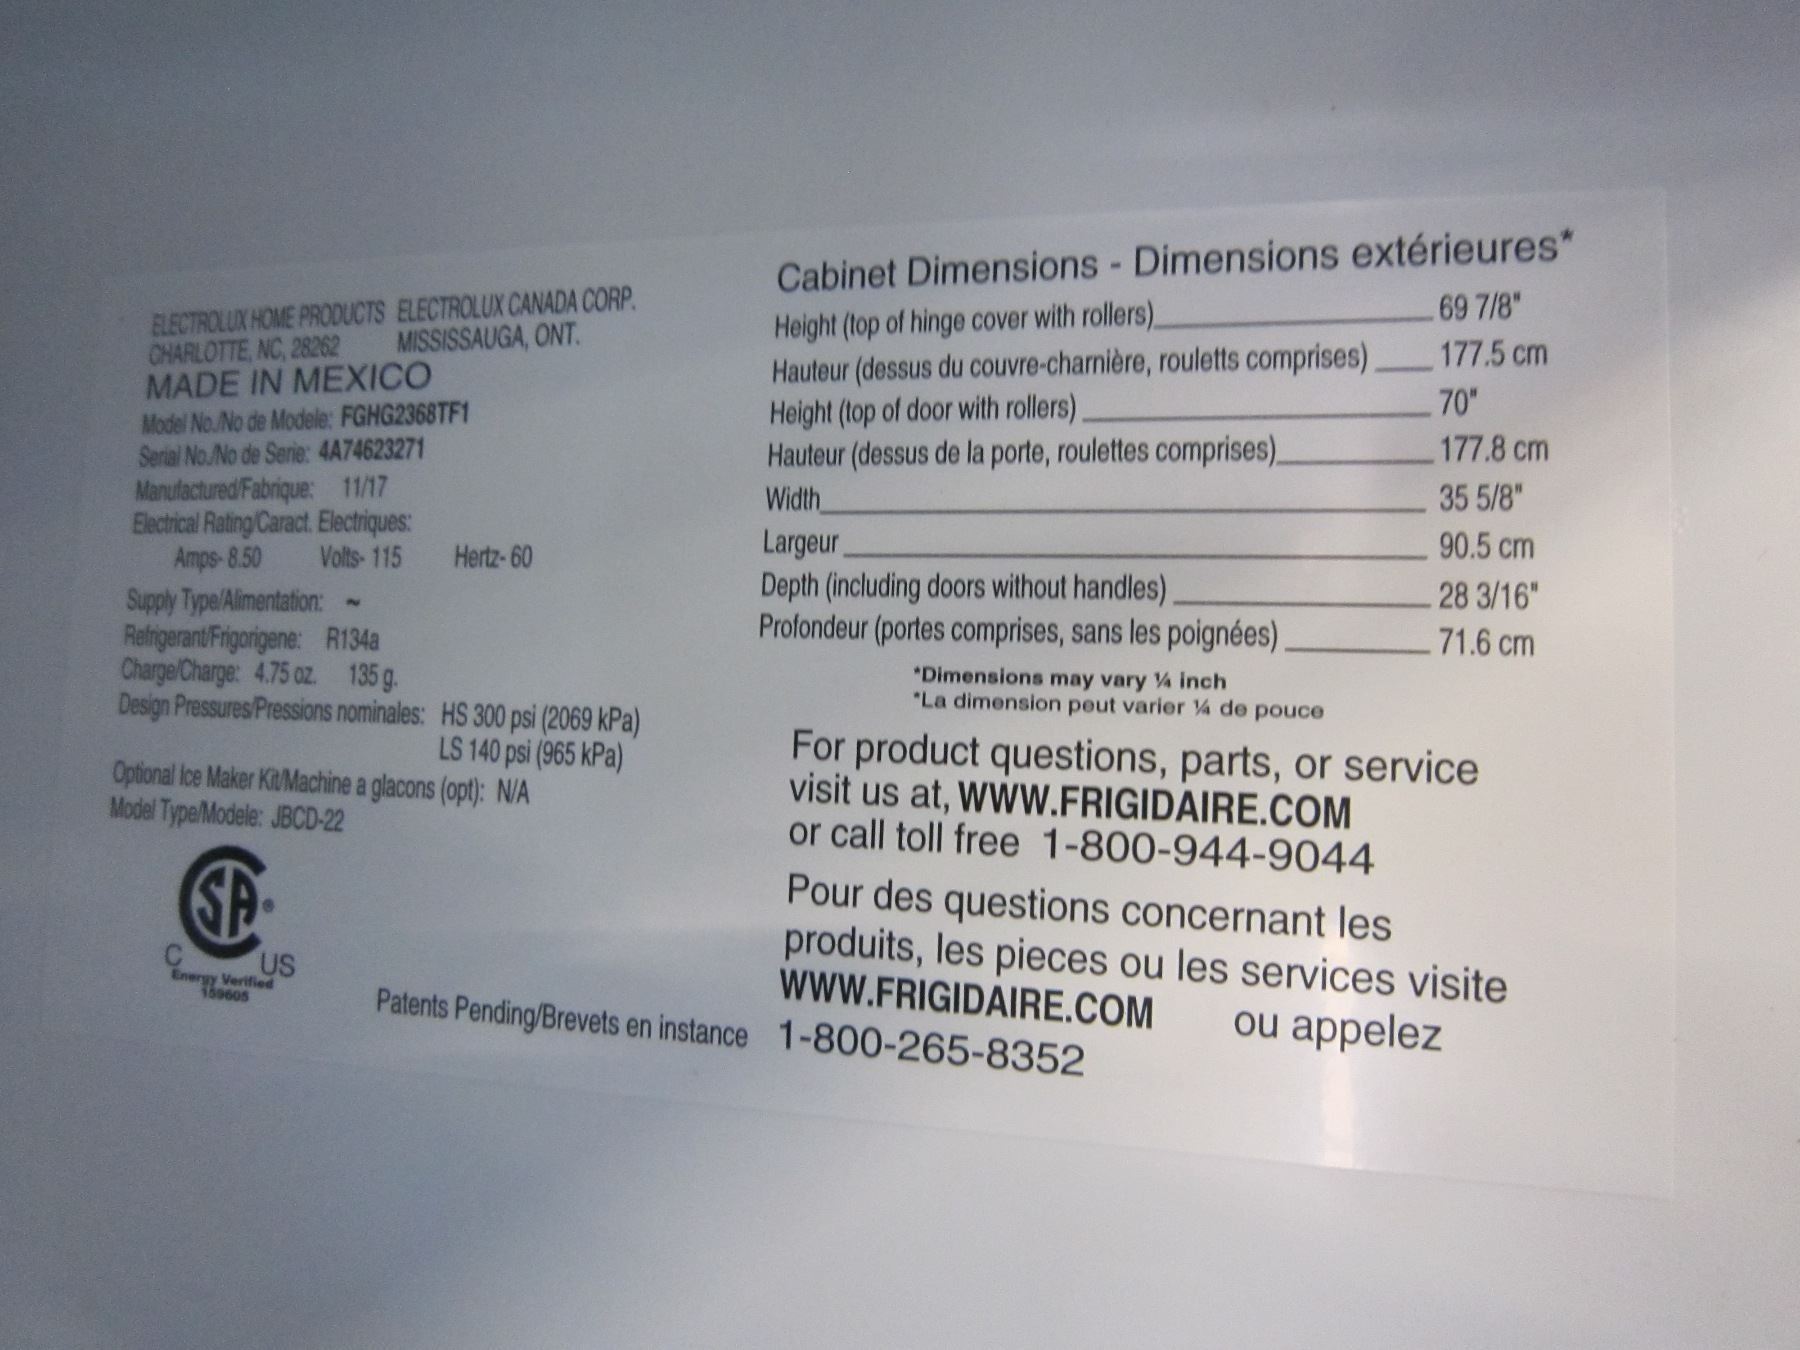 ELECTROLUX HOME PRODUCTS ELECTROLUX CANADA CORP.
CHARLOTTE, NC, 28262 MISSISSAUGA, ONT.
MADE IN MEXICO
Model No./No de Modele: FGHG2368TF1
Serial No./No de Serie: 4A74623271
Manufactured/Fabrique: 11/17
Electrical Rating/Caract. Electriques:
Amps- 8.50 Volts- 115 Hertz- 60
Supply Type/Alimentation: ~
Refrigerant/Frigorigene: R134a
Charge/Charge: 4.75 oz. 135 g.
Design Pressures/Pressions nominales: HS 300 psi (2069 kPa)
LS 140 psi (965 kPa)
Optional Ice Maker Kit/Machine a glacons (opt): N/A
Model Type/Modele: JBCD-22
SA®
C US
Energy Verified
159605
Patents Pending/Brevets en instance
Cabinet Dimensions - Dimensions extérieures*
Height (top of hinge cover with rollers) 69 7/8"
Hauteur (dessus du couvre-charnière, rouletts comprises) 177.5 cm
Height (top of door with rollers) 70"
Hauteur (dessus de la porte, roulettes comprises) 177.8 cm
Width 35 5/8"
Largeur 90.5 cm
Depth (including doors without handles) 28 3/16"
Profondeur (portes comprises, sans les poignées) 71.6 cm
*Dimensions may vary ¼ inch
*La dimension peut varier ¼ de pouce
For product questions, parts, or service
visit us at, WWW.FRIGIDAIRE.COM
or call toll free 1-800-944-9044
Pour des questions concernant les
produits, les pieces ou les services visite
WWW.FRIGIDAIRE.COM ou appelez
1-800-265-8352